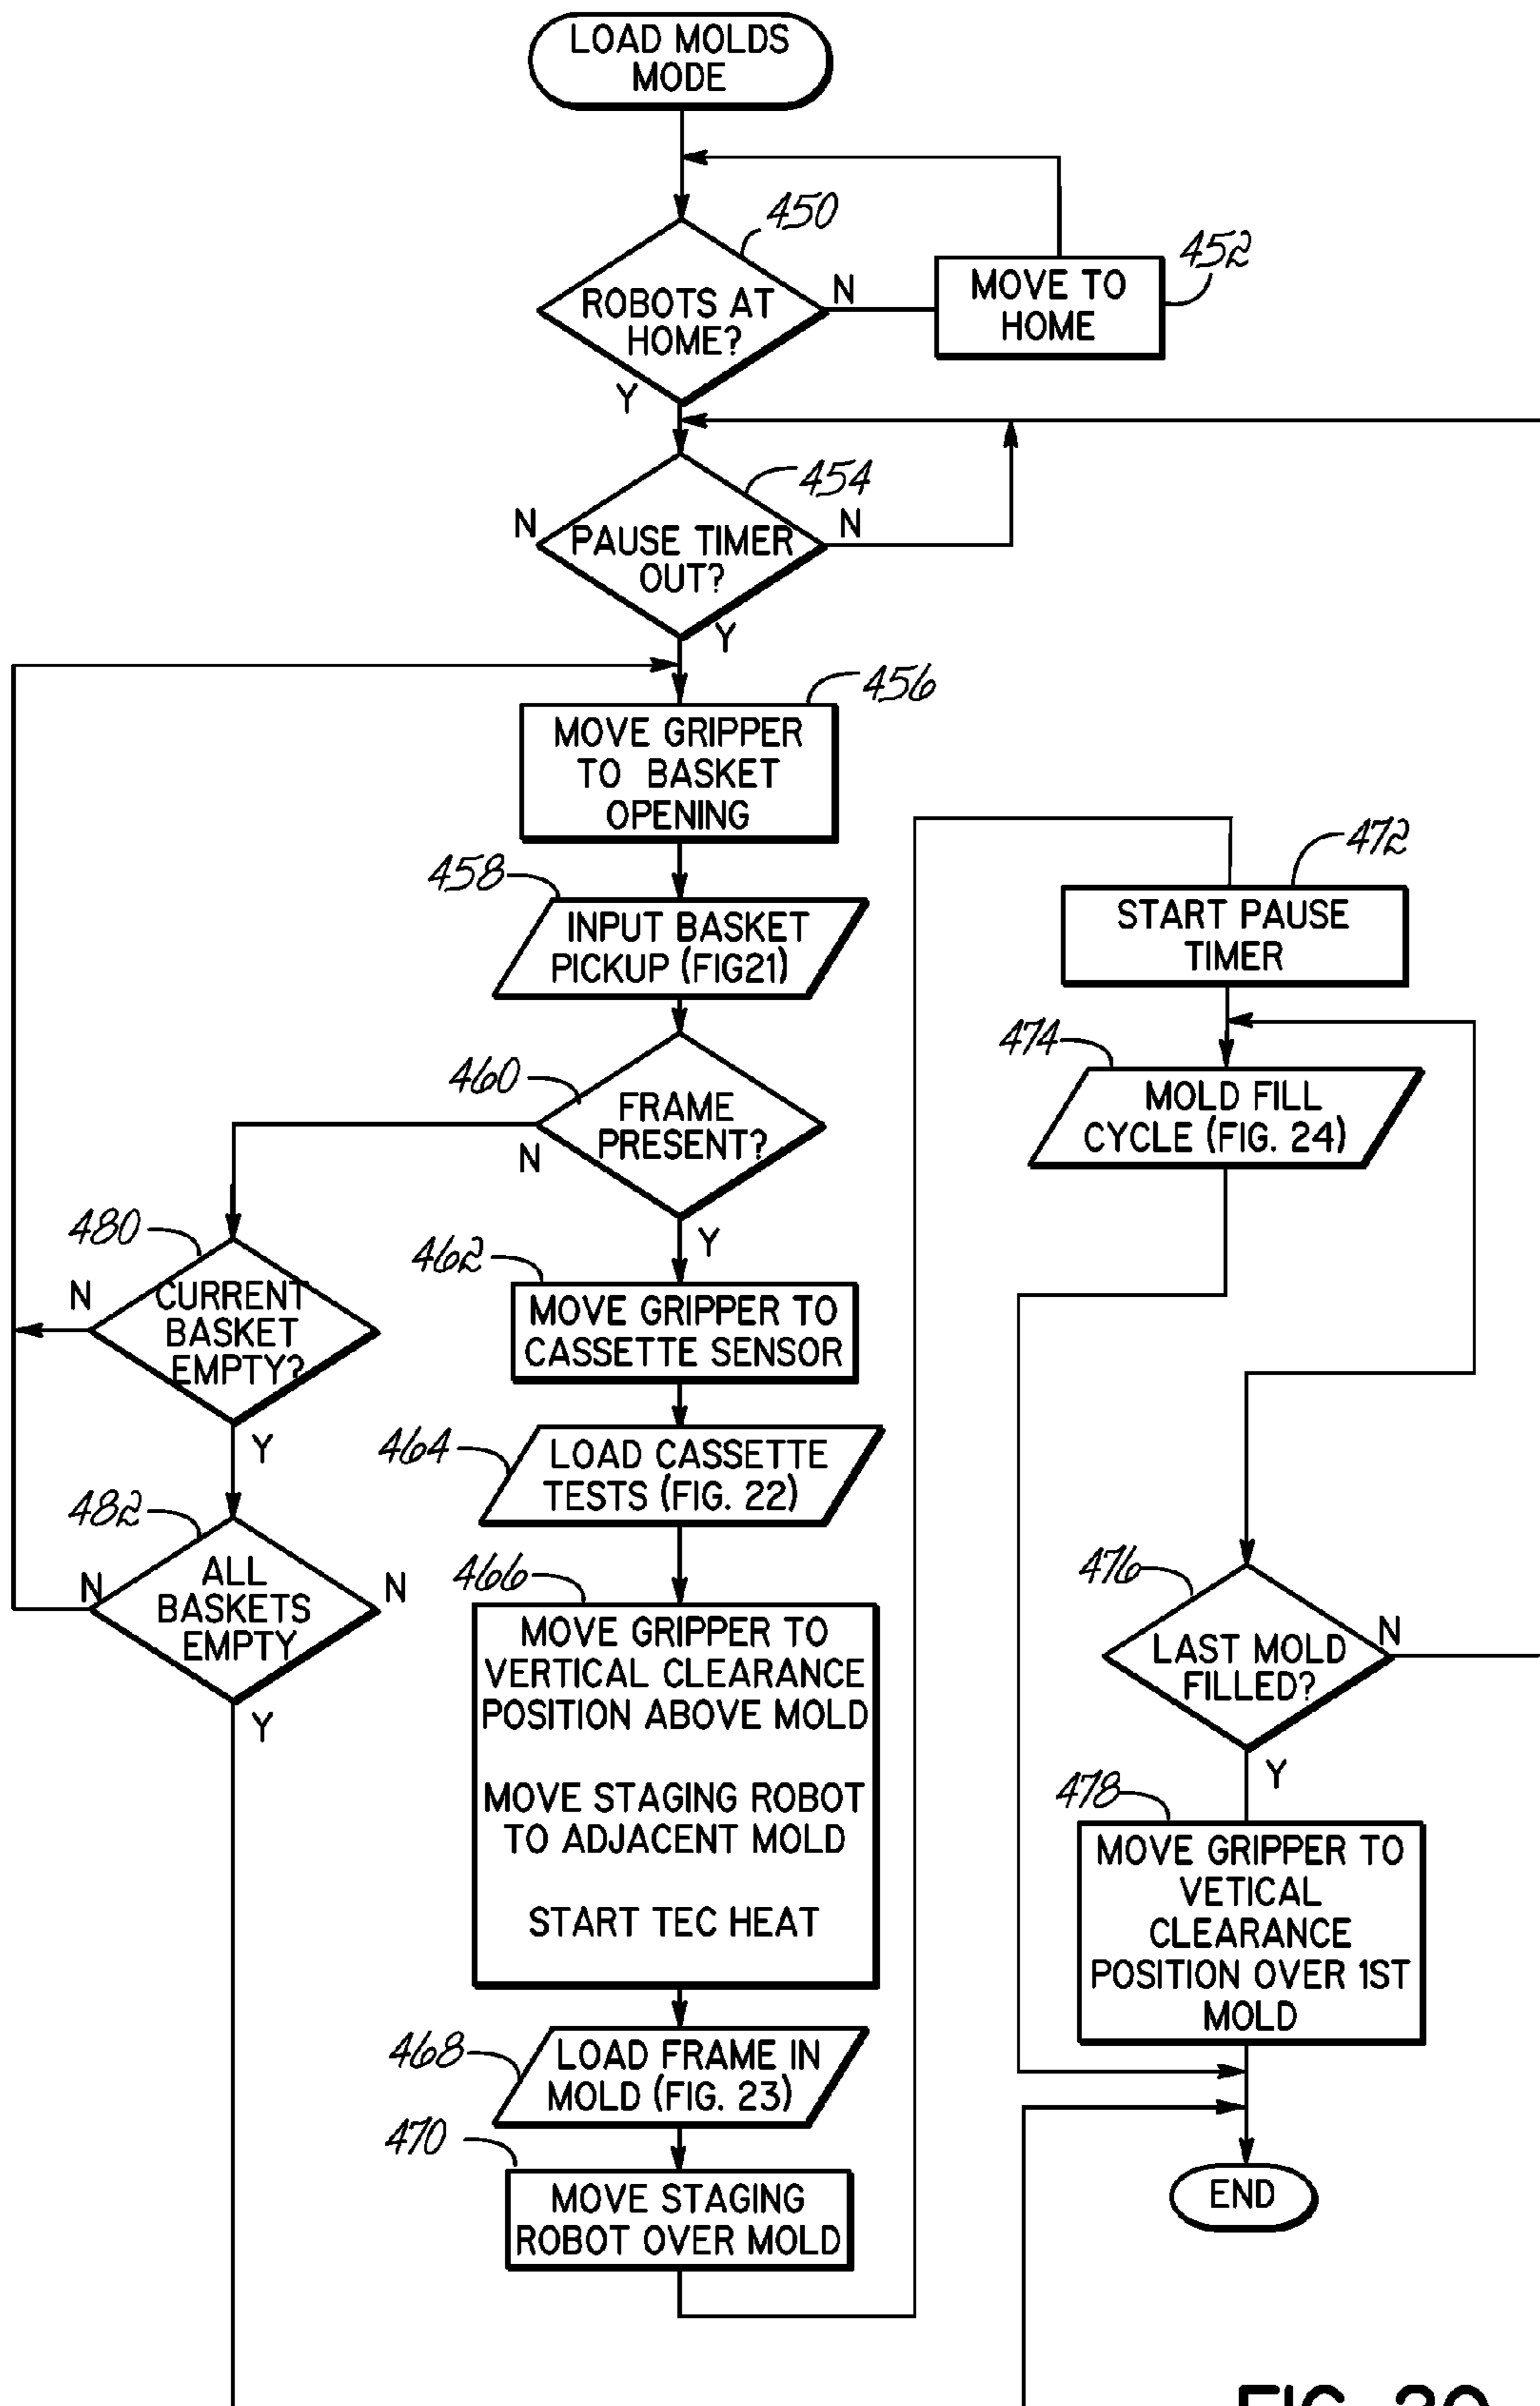 LOAD MOLDS
MODE
450
ROBOTS AT
HOME?
N
Y
MOVE TO
HOME
452
454
N
PAUSE TIMER
OUT?
N
Y
456
MOVE GRIPPER
TO BASKET
OPENING
458
INPUT BASKET
PICKUP (FIG21)
460
FRAME
PRESENT?
N
Y
480
N
CURRENT
BASKET
EMPTY?
Y
482
N
ALL
BASKETS
EMPTY
N
Y
462
MOVE GRIPPER TO
CASSETTE SENSOR
464
LOAD CASSETTE
TESTS (FIG. 22)
466
MOVE GRIPPER TO
VERTICAL CLEARANCE
POSITION ABOVE MOLD
MOVE STAGING ROBOT
TO ADJACENT MOLD
START TEC HEAT
468
LOAD FRAME IN
MOLD (FIG. 23)
470
MOVE STAGING
ROBOT OVER MOLD
472
START PAUSE
TIMER
474
MOLD FILL
CYCLE (FIG. 24)
476
LAST MOLD
FILLED?
N
Y
478
MOVE GRIPPER TO
VETICAL
CLEARANCE
POSITION OVER 1ST
MOLD
END